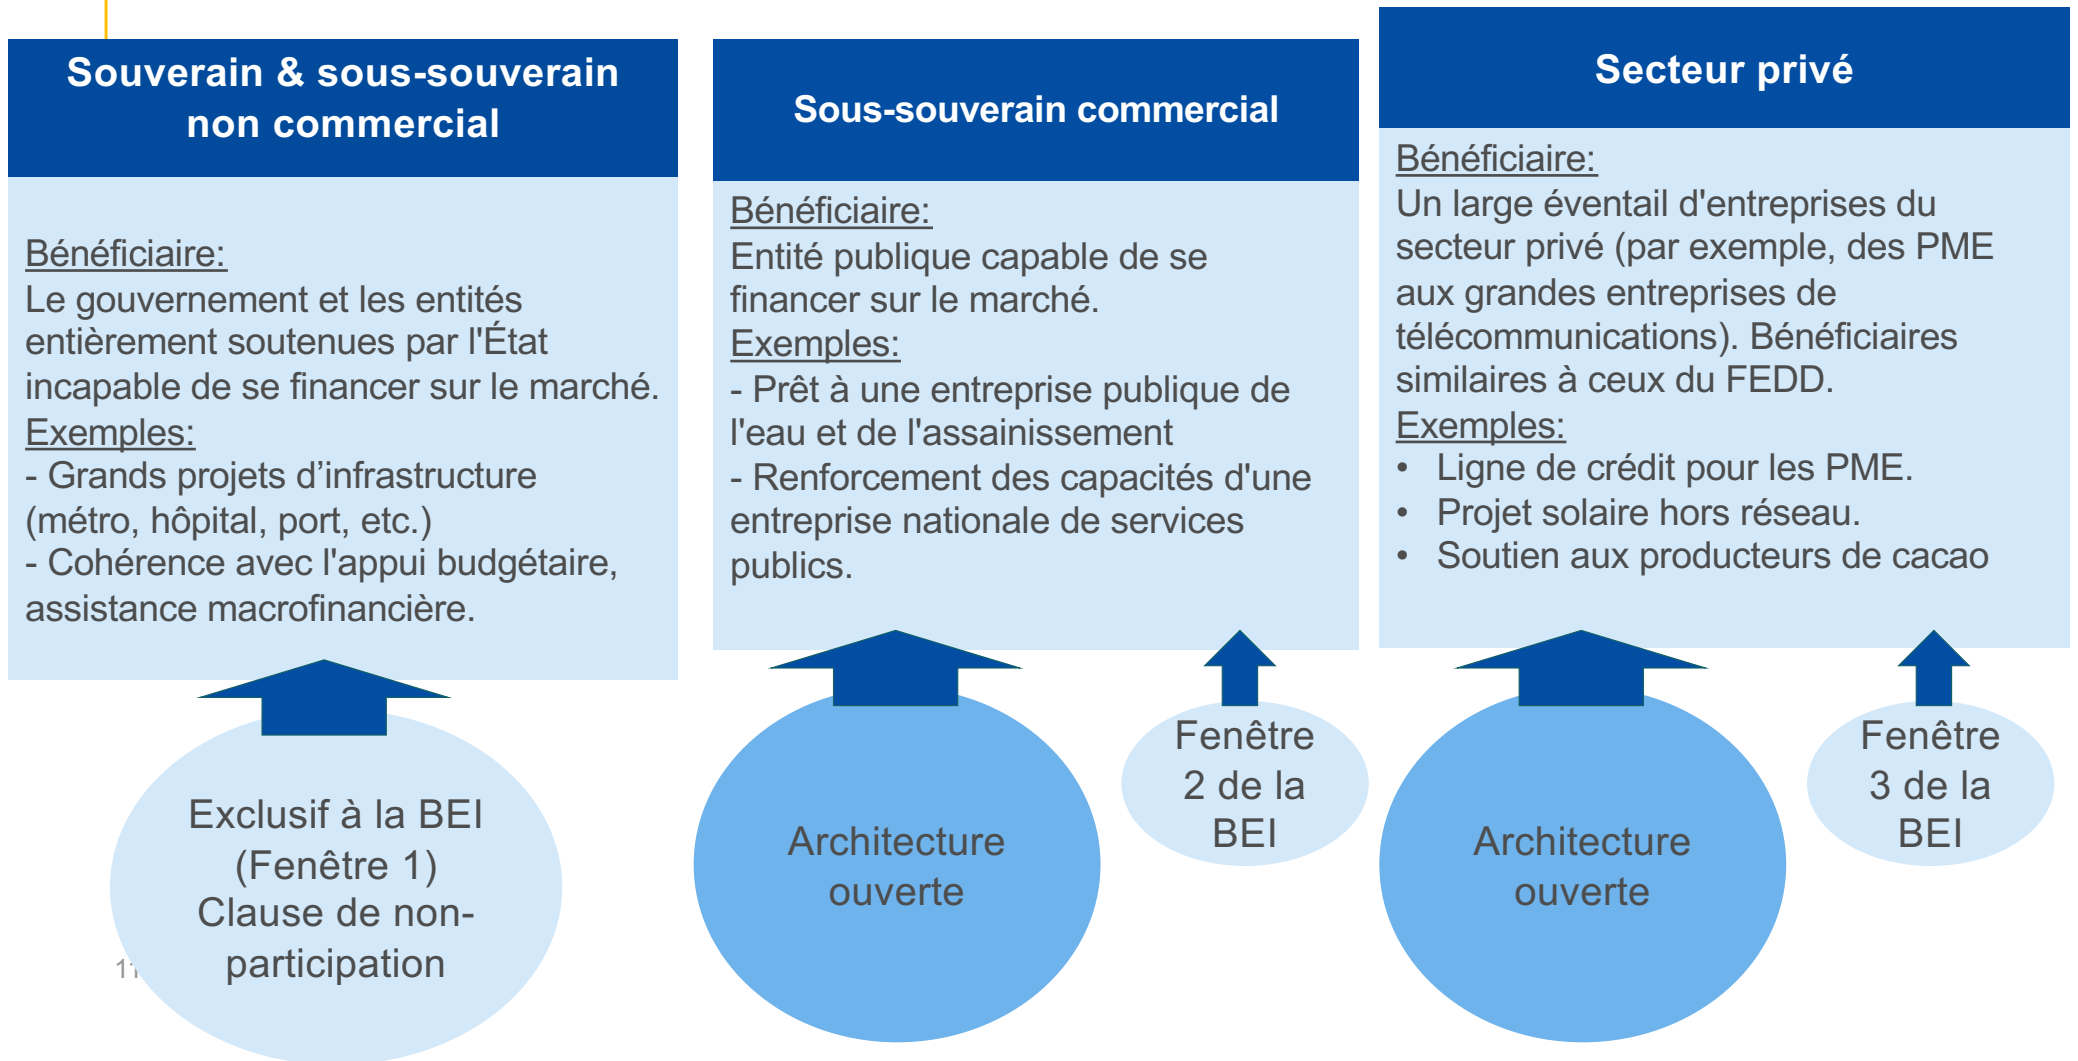 Souverain & sous-souverain
non commercial
Bénéficiaire:
Le gouvernement et les entités
entièrement soutenues par l'État
incapable de se financer sur le marché.
Exemples:
- Grands projets d’infrastructure
(métro, hôpital, port, etc.)
- Cohérence avec l'appui budgétaire,
assistance macrofinancière.
Exclusif à la BEI
(Fenêtre 1)
Clause de non-
participation
Sous-souverain commercial
Bénéficiaire:
Entité publique capable de se
financer sur le marché.
Exemples:
- Prêt à une entreprise publique de
l'eau et de l'assainissement
- Renforcement des capacités d'une
entreprise nationale de services
publics.
Architecture
ouverte
Fenêtre
2 de la
BEI
Secteur privé
Bénéficiaire:
Un large éventail d'entreprises du
secteur privé (par exemple, des PME
aux grandes entreprises de
télécommunications). Bénéficiaires
similaires à ceux du FEDD.
Exemples:
• Ligne de crédit pour les PME.
• Projet solaire hors réseau.
• Soutien aux producteurs de cacao
Architecture
ouverte
Fenêtre
3 de la
BEI
11